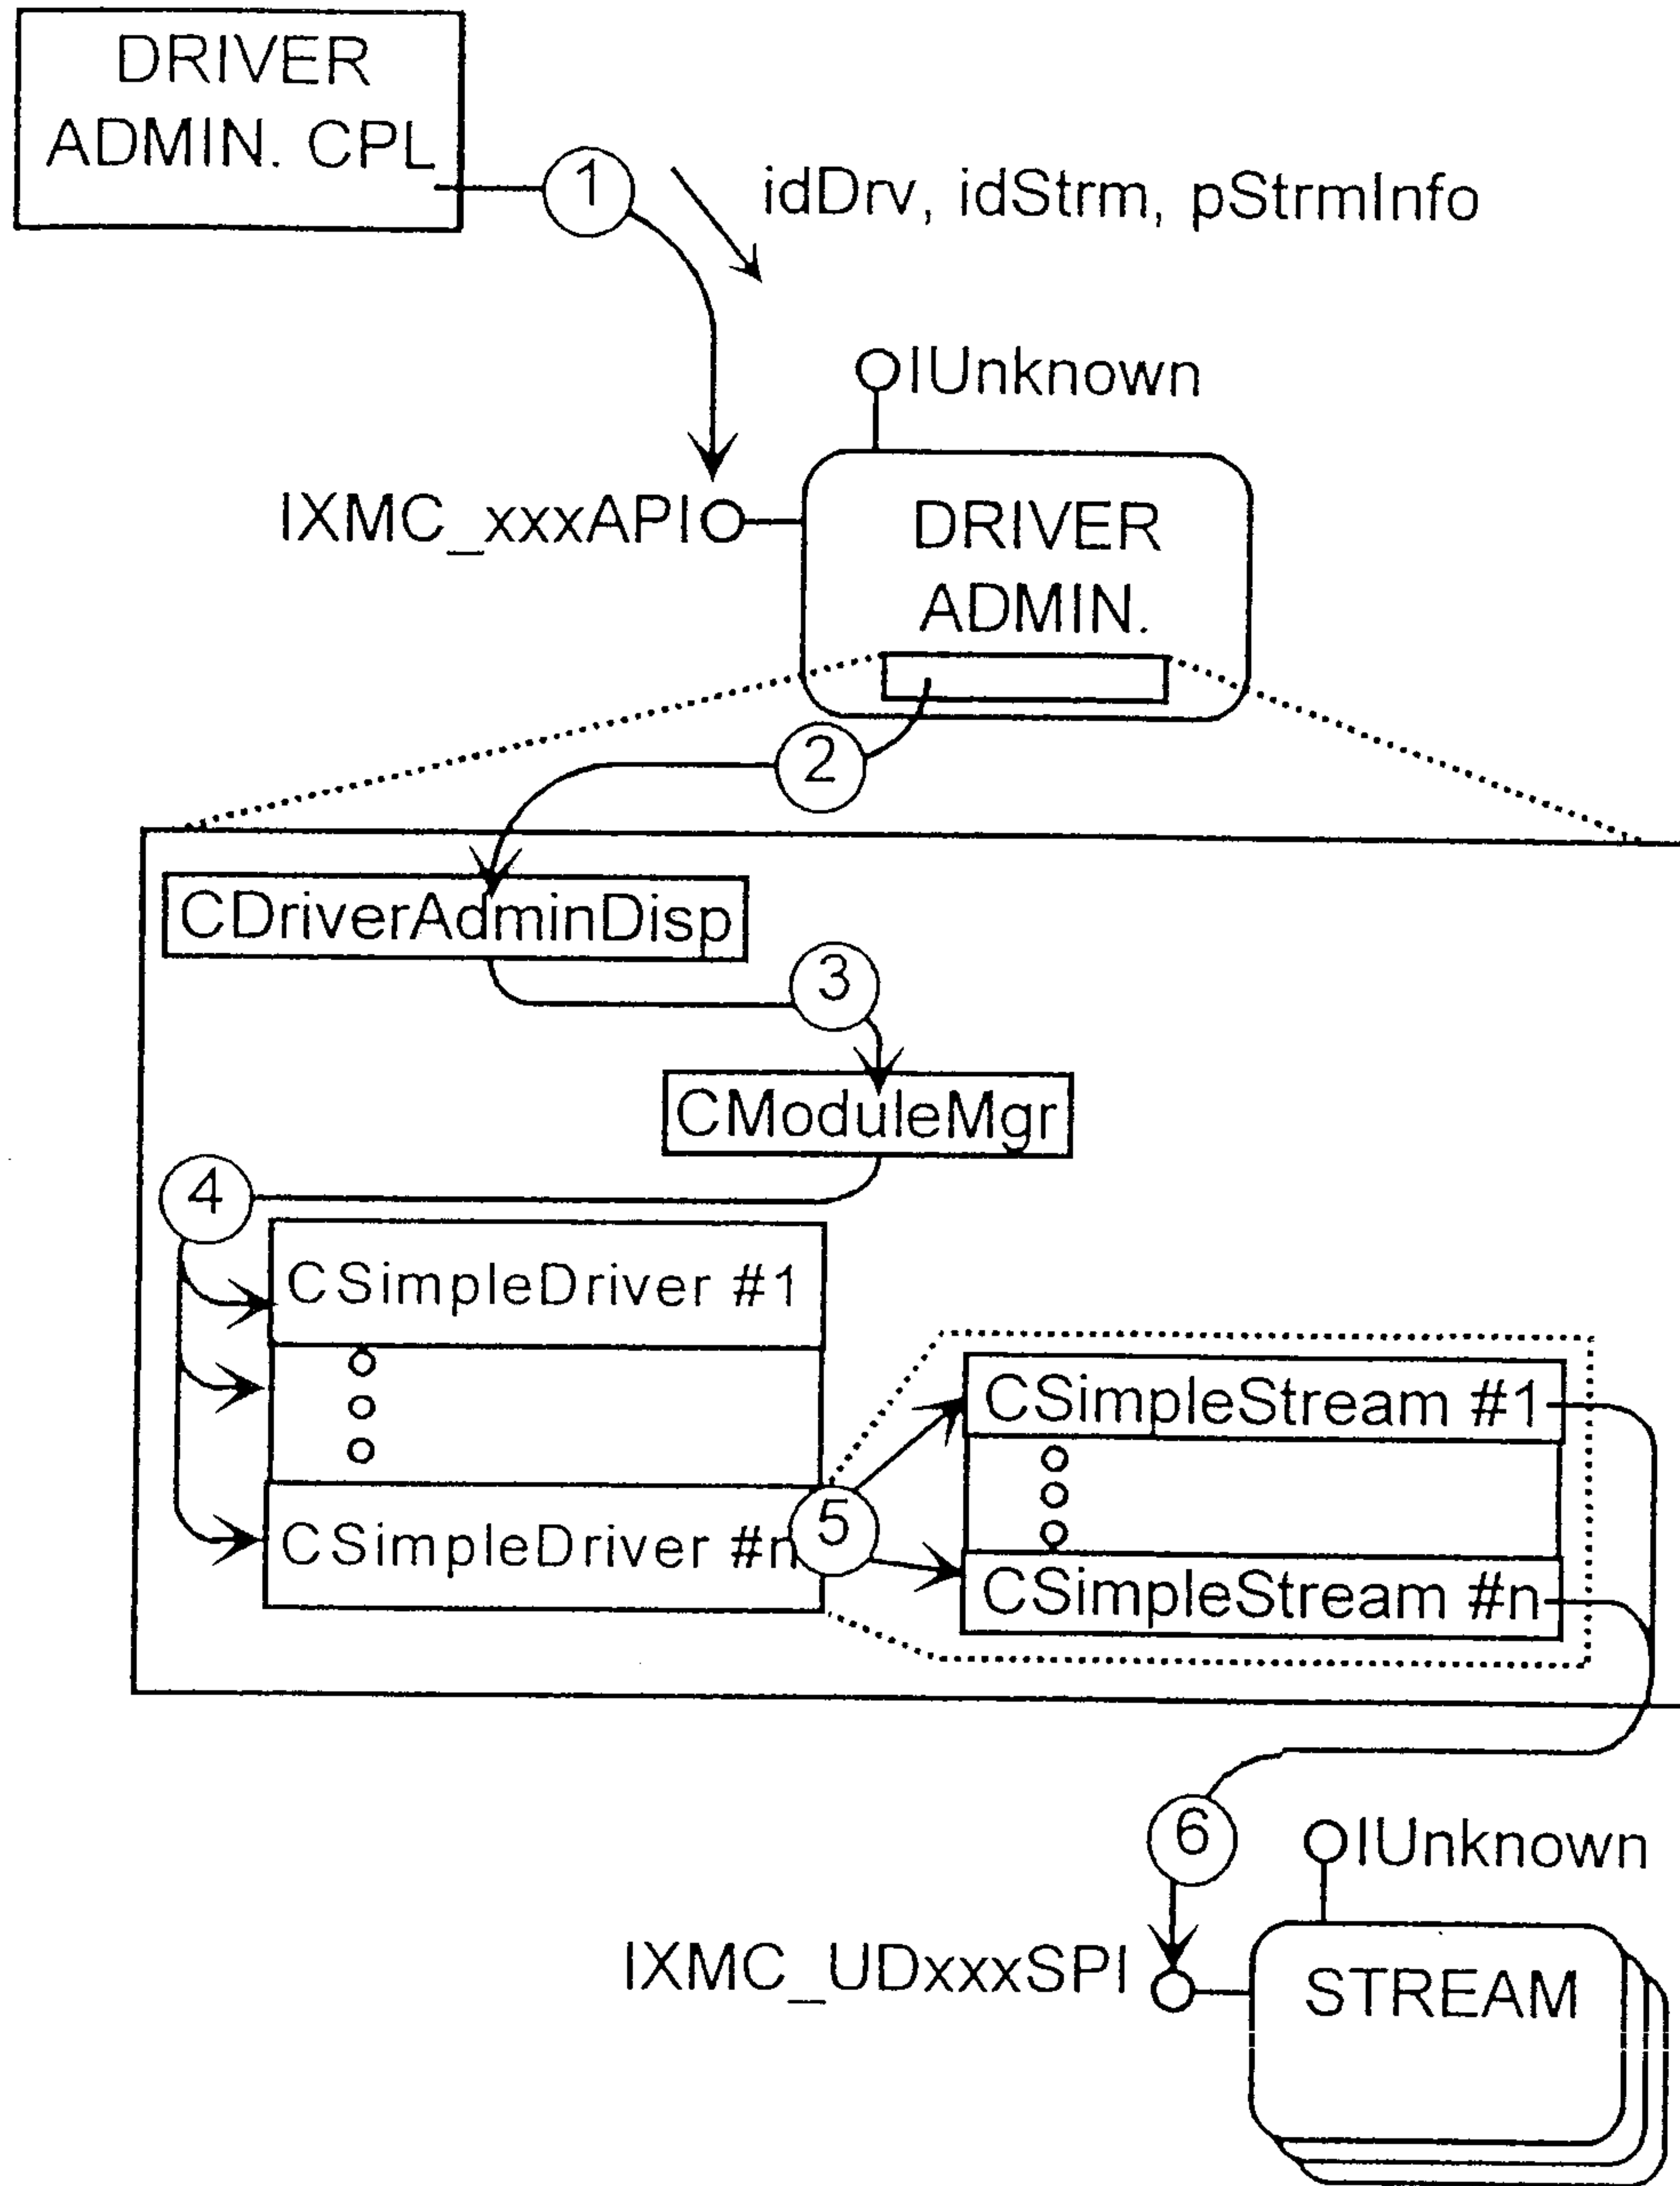 DRIVER
ADMIN. CPL
1
idDrv, idStrm, pStrmInfo
IUnknown
IXMC_xxxAPI
DRIVER
ADMIN.
2
CDriverAdminDisp
3
CModuleMgr
4
CSimpleDriver #1
CSimpleStream #1
5
CSimpleDriver #n
CSimpleStream #n
6
IUnknown
IXMC_UDxxxSPI
STREAM